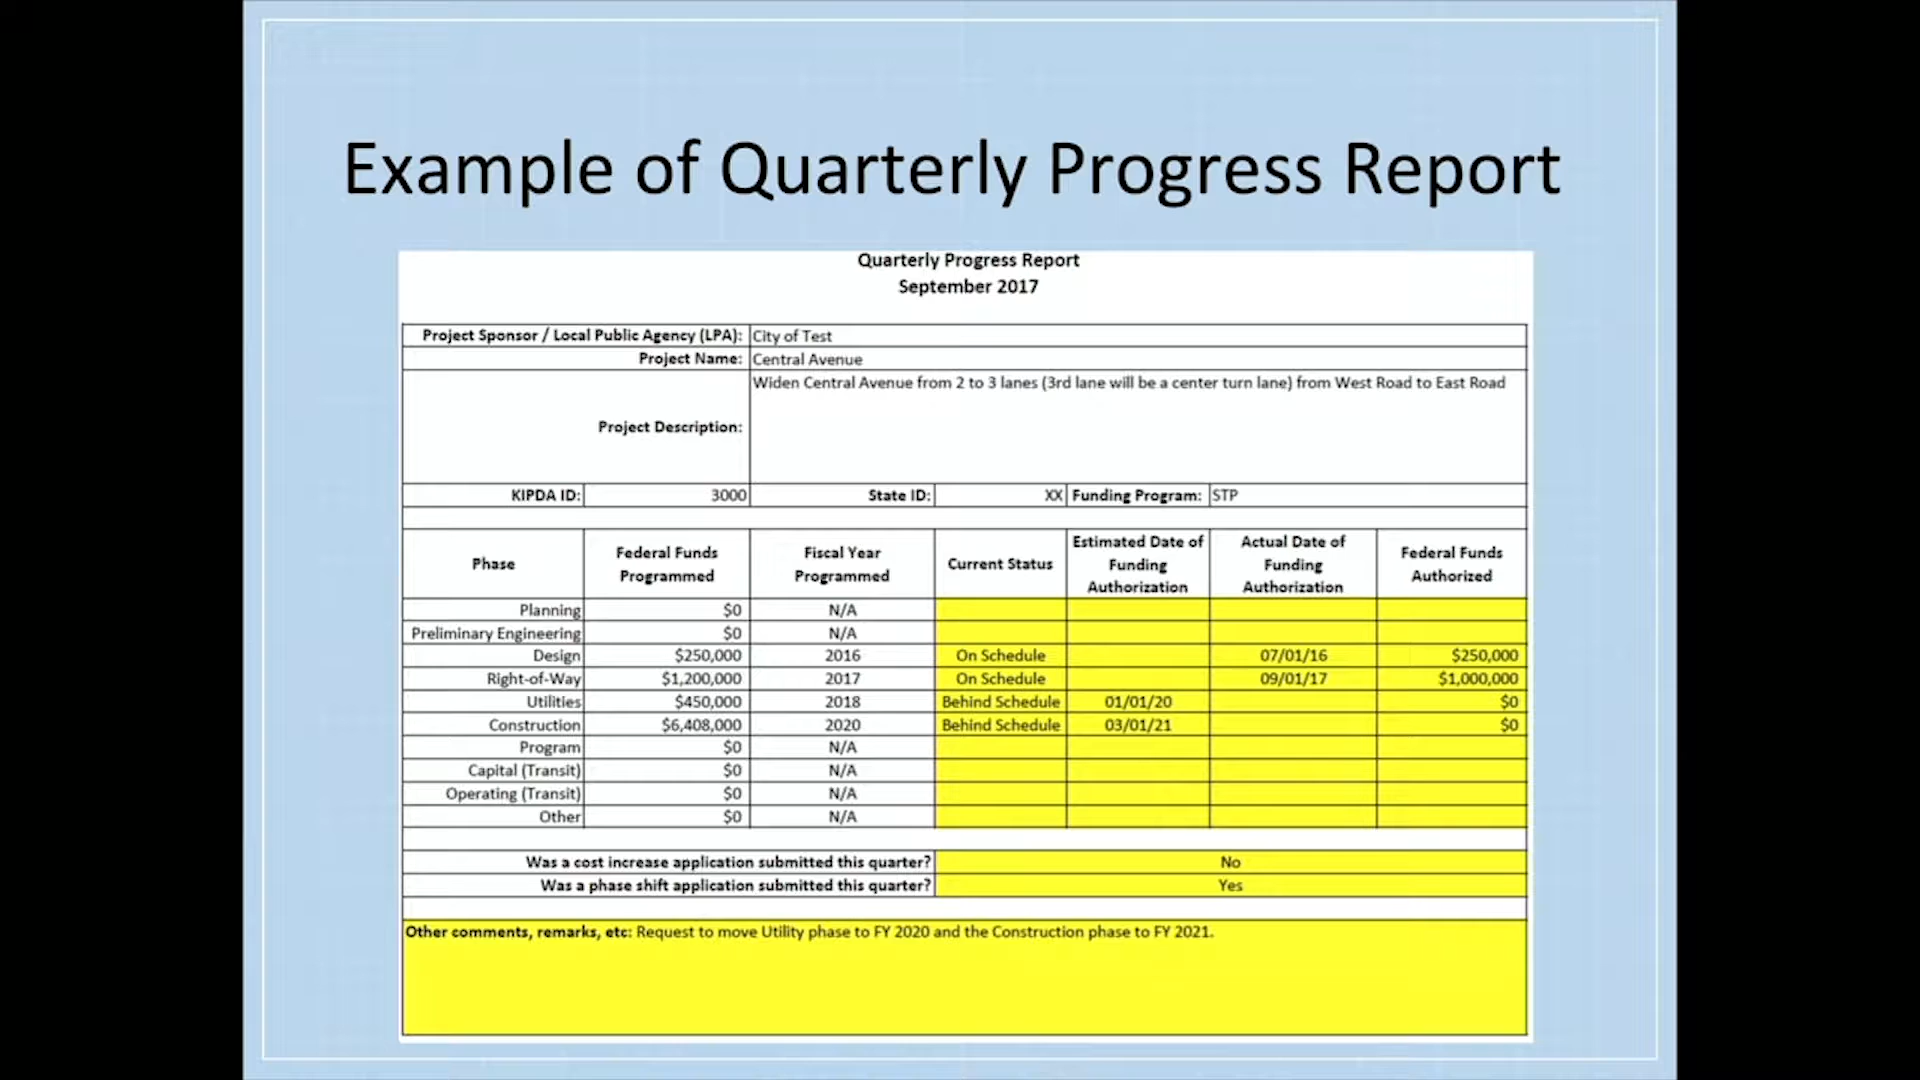 Example of Quarterly Progress Report
Quarterly Progress Report
September 2017
Project Sponsor / Local Public Agency (LPA): City of Test
Project Name: Central Avenue
Project Description: Widen Central Avenue from 2 to 3 lanes (3rd lane will be a center turn lane) from West Road to East Road
KIPDA ID: 3000 State ID: XX Funding Program: STP
Phase Federal Funds Programmed Fiscal Year Programmed Current Status Estimated Date of Funding Authorization Actual Date of Funding Authorization Federal Funds Authorized
Planning $0 N/A
Preliminary Engineering $0 N/A
Design $250,000 2016 On Schedule 07/01/16 $250,000
Right-of-Way $1,200,000 2017 On Schedule 09/01/17 $1,000,000
Utilities $450,000 2018 Behind Schedule 01/01/20 $0
Construction $6,408,000 2020 Behind Schedule 03/01/21 $0
Program $0 N/A
Capital (Transit) $0 N/A
Operating (Transit) $0 N/A
Other $0 N/A
Was a cost increase application submitted this quarter? No
Was a phase shift application submitted this quarter? Yes
Other comments, remarks, etc: Request to move Utility phase to FY 2020 and the Construction phase to FY 2021.